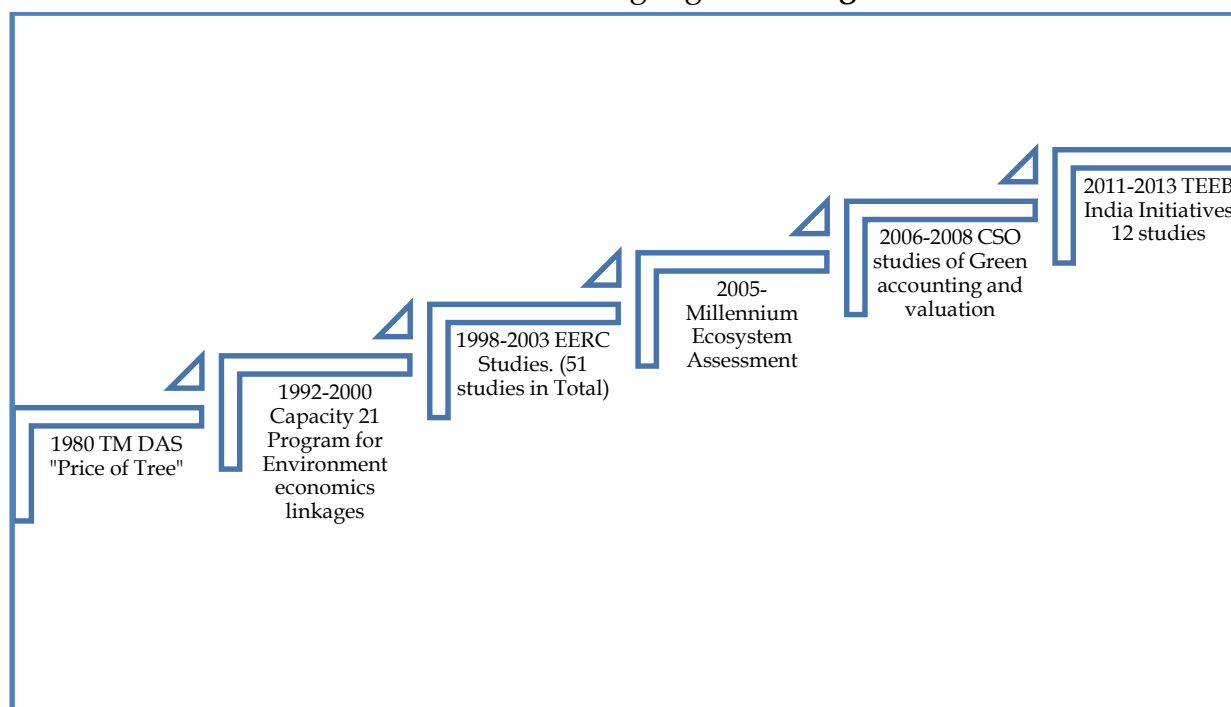 1980 TM DAS
"Price of Tree"
1992-2000
Capacity 21
Program for
Environment
economics
linkages
1998-2003 EERC
Studies. (51
studies in Total)
2005-
Millennium
Ecosystem
Assessment
2006-2008 CSO
studies of Green
accounting and
valuation
2011-2013 TEEB
India Initiatives
12 studies